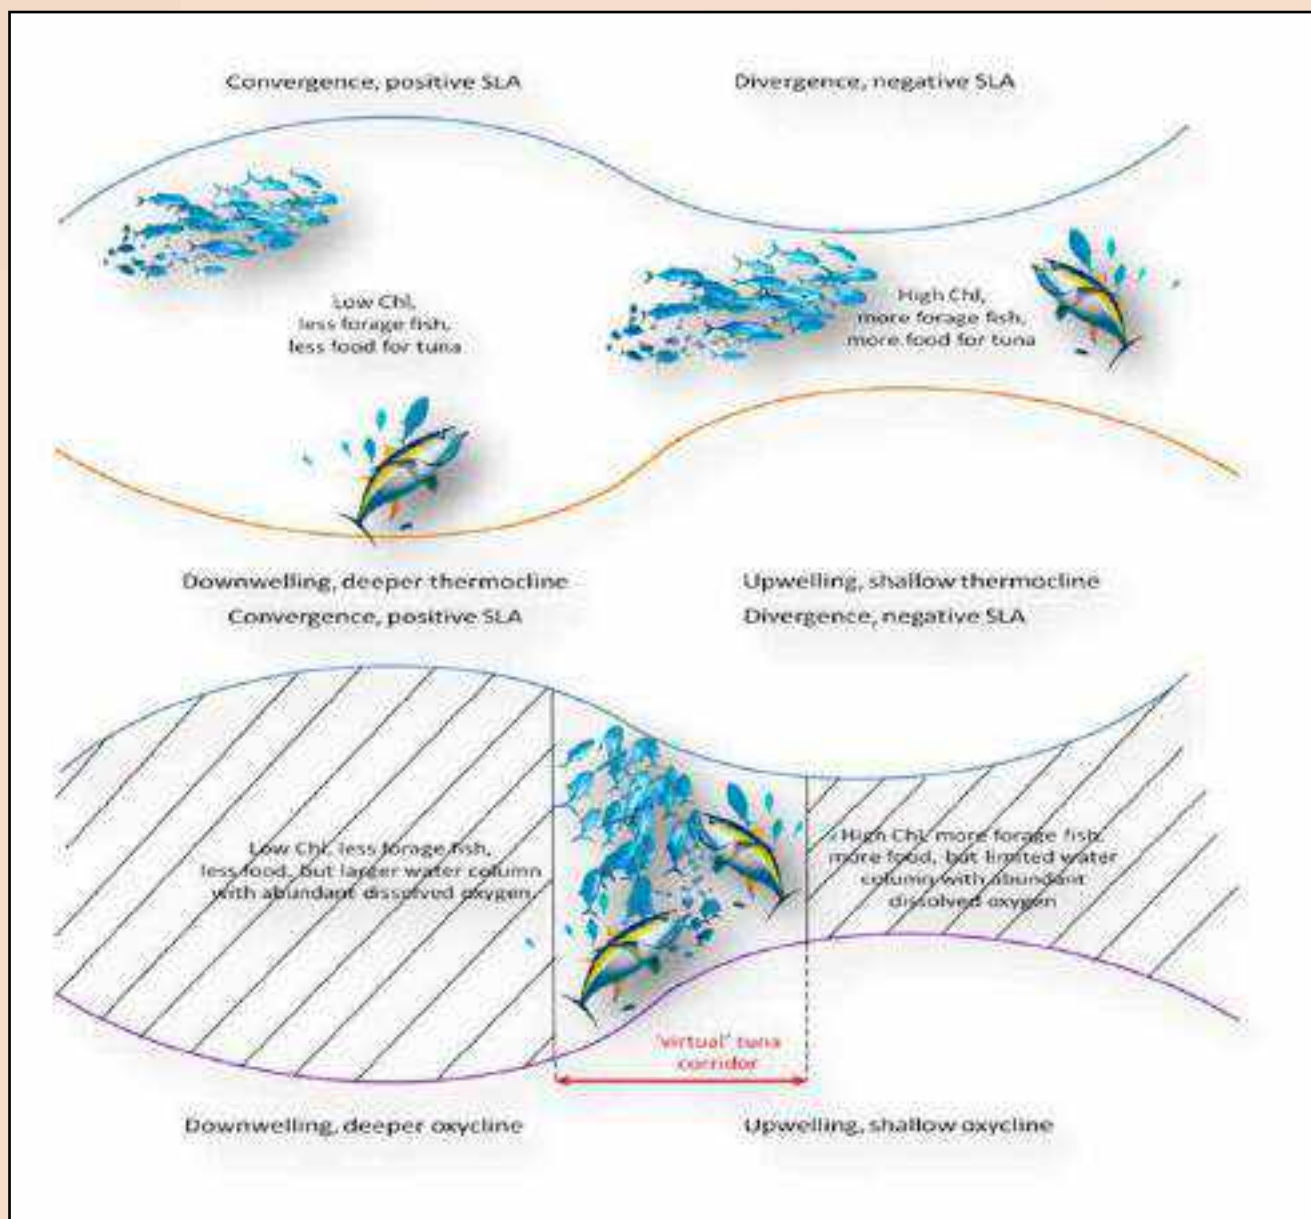 Convergence, positive SLA
Divergence, negative SLA
Low Chl,
less forage fish,
less food for tuna
High Chl,
more forage fish,
more food for tuna
Downwelling, deeper thermocline
Upwelling, shallow thermocline
Convergence, positive SLA
Divergence, negative SLA
Low Chl, less forage fish,
less food, but larger water column
with abundant dissolved oxygen.
High Chl, more forage fish,
more food, but limited water
column with abundant
dissolved oxygen
'virtual' tuna
corridor
Downwelling, deeper oxycline
Upwelling, shallow oxycline